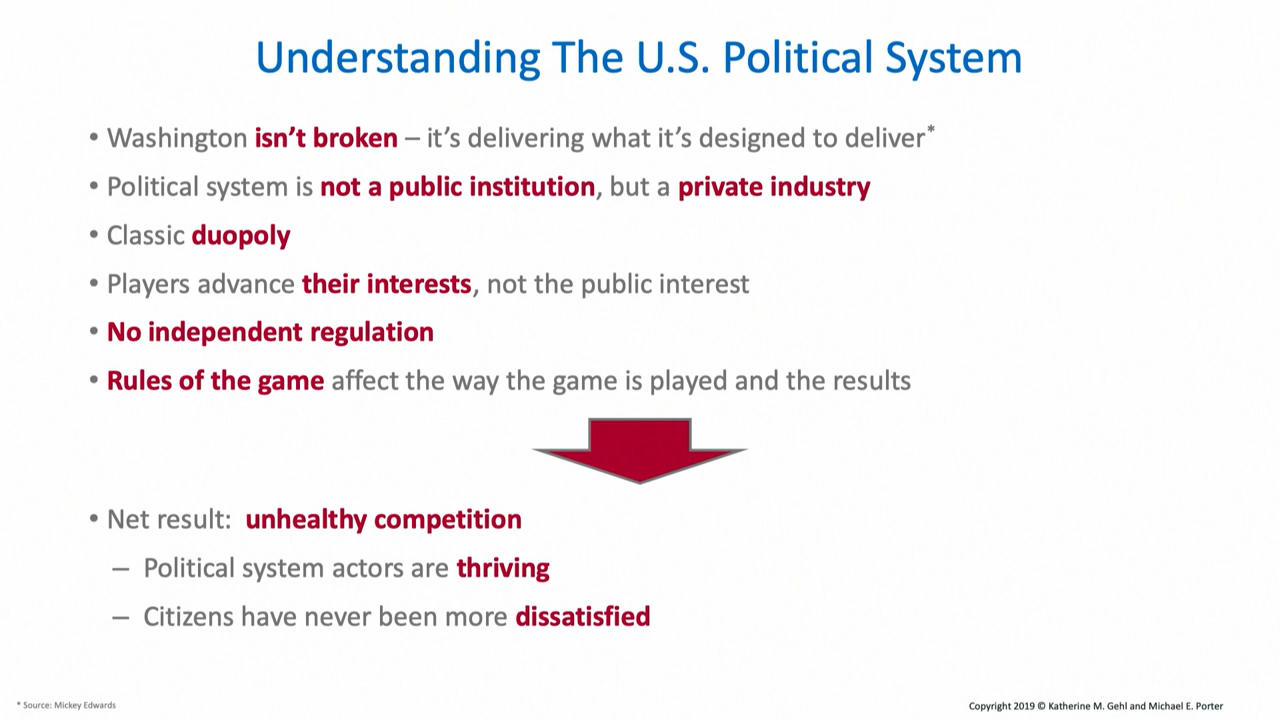 Understanding The U.S. Political System
• Washington isn’t broken – it’s delivering what it’s designed to deliver*
• Political system is not a public institution, but a private industry
• Classic duopoly
• Players advance their interests, not the public interest
• No independent regulation
• Rules of the game affect the way the game is played and the results
• Net result:  unhealthy competition
– Political system actors are thriving
– Citizens have never been more dissatisfied
* Source: Mickey Edwards
Copyright 2019 © Katherine M. Gehl and Michael E. Porter